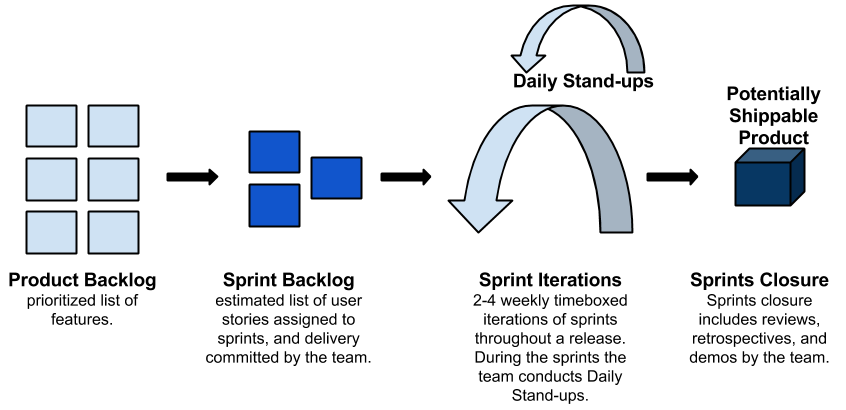 Daily Stand-ups
Potentially
Shippable
Product
Product Backlog
prioritized list of
features.
Sprint Backlog
estimated list of user
stories assigned to
sprints, and delivery
committed by the team.
Sprint Iterations
2-4 weekly timeboxed
iterations of sprints
throughout a release.
During the sprints the
team conducts Daily
Stand-ups.
Sprints Closure
Sprints closure
includes reviews,
retrospectives, and
demos by the team.